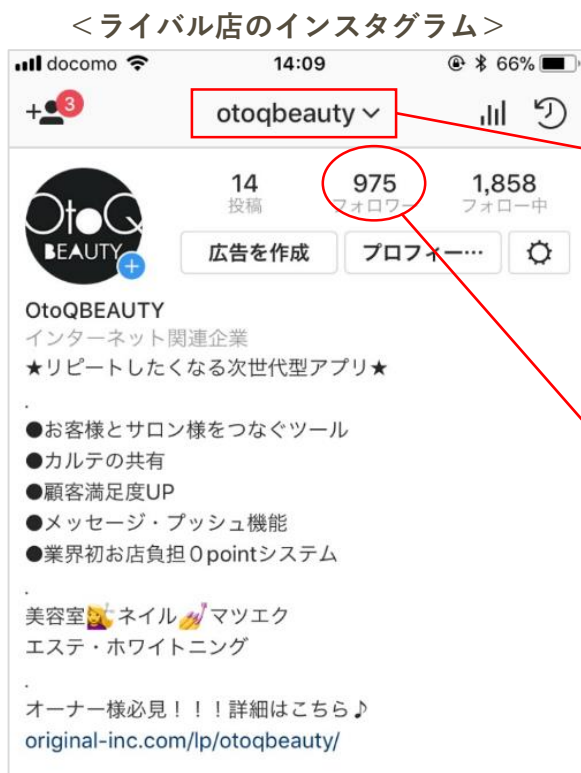 ＜ライバル店のインスタグラム＞
docomo 14:09 66%
3
otoqbeauty
14 975 1,858
投稿 フォロワー フォロー中
OtoQ
BEAUTY
広告を作成 プロフィー…
OtoQBEAUTY
インターネット関連企業
★リピートしたくなる次世代型アプリ★
.
●お客様とサロン様をつなぐツール
●カルテの共有
●顧客満足度UP
●メッセージ・プッシュ機能
●業界初お店負担０pointシステム
.
美容室💇ネイル💅マツエク
エステ・ホワイトニング
.
オーナー様必見！！！詳細はこちら♪
original-inc.com/lp/otoqbeauty/